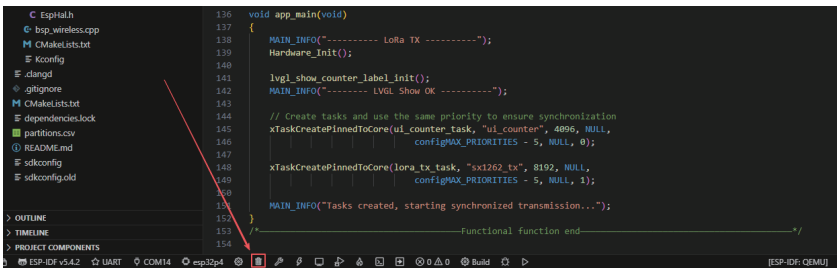 EspHal.h
bsp_wireless.cpp
CMakeLists.txt
Kconfig
.clangd
.gitignore
CMakeLists.txt
dependencies.lock
partitions.csv
README.md
sdkconfig
sdkconfig.old
OUTLINE
TIMELINE
PROJECT COMPONENTS
136 void app_main(void)
137 {
138 MAIN_INFO("---------- LoRa TX ----------");
139 Hardware_Init();
140
141 lvgl_show_counter_label_init();
142 MAIN_INFO("-------- LVGL Show OK ----------");
143
144 // Create tasks and use the same priority to ensure synchronization
145 xTaskCreatePinnedToCore(ui_counter_task, "ui_counter", 4096, NULL,
146 configMAX_PRIORITIES - 5, NULL, 0);
147
148 xTaskCreatePinnedToCore(lora_tx_task, "sx1262_tx", 8192, NULL,
149 configMAX_PRIORITIES - 5, NULL, 1);
150
151 MAIN_INFO("Tasks created, starting synchronized transmission...");
152 }
153 /*————————Functional function end————————*/
154
ESP-IDF v5.4.2 UART COM14 esp32p4 0 0 Build [ESP-IDF: QEMU]